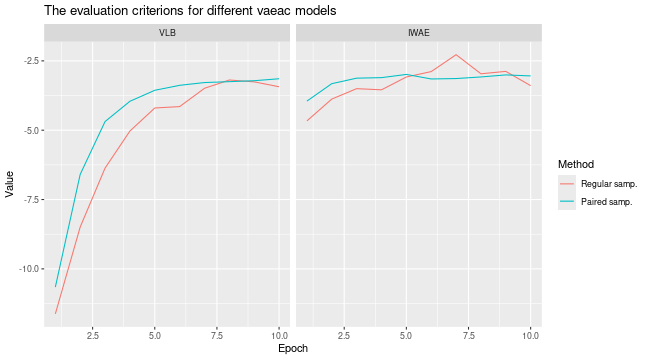 The evaluation criterions for different vaeac models
VLB
IWAE
Value
-2.5
-5.0
-7.5
-10.0
2.5
5.0
7.5
10.0
2.5
5.0
7.5
10.0
Epoch
Method
Regular samp.
Paired samp.